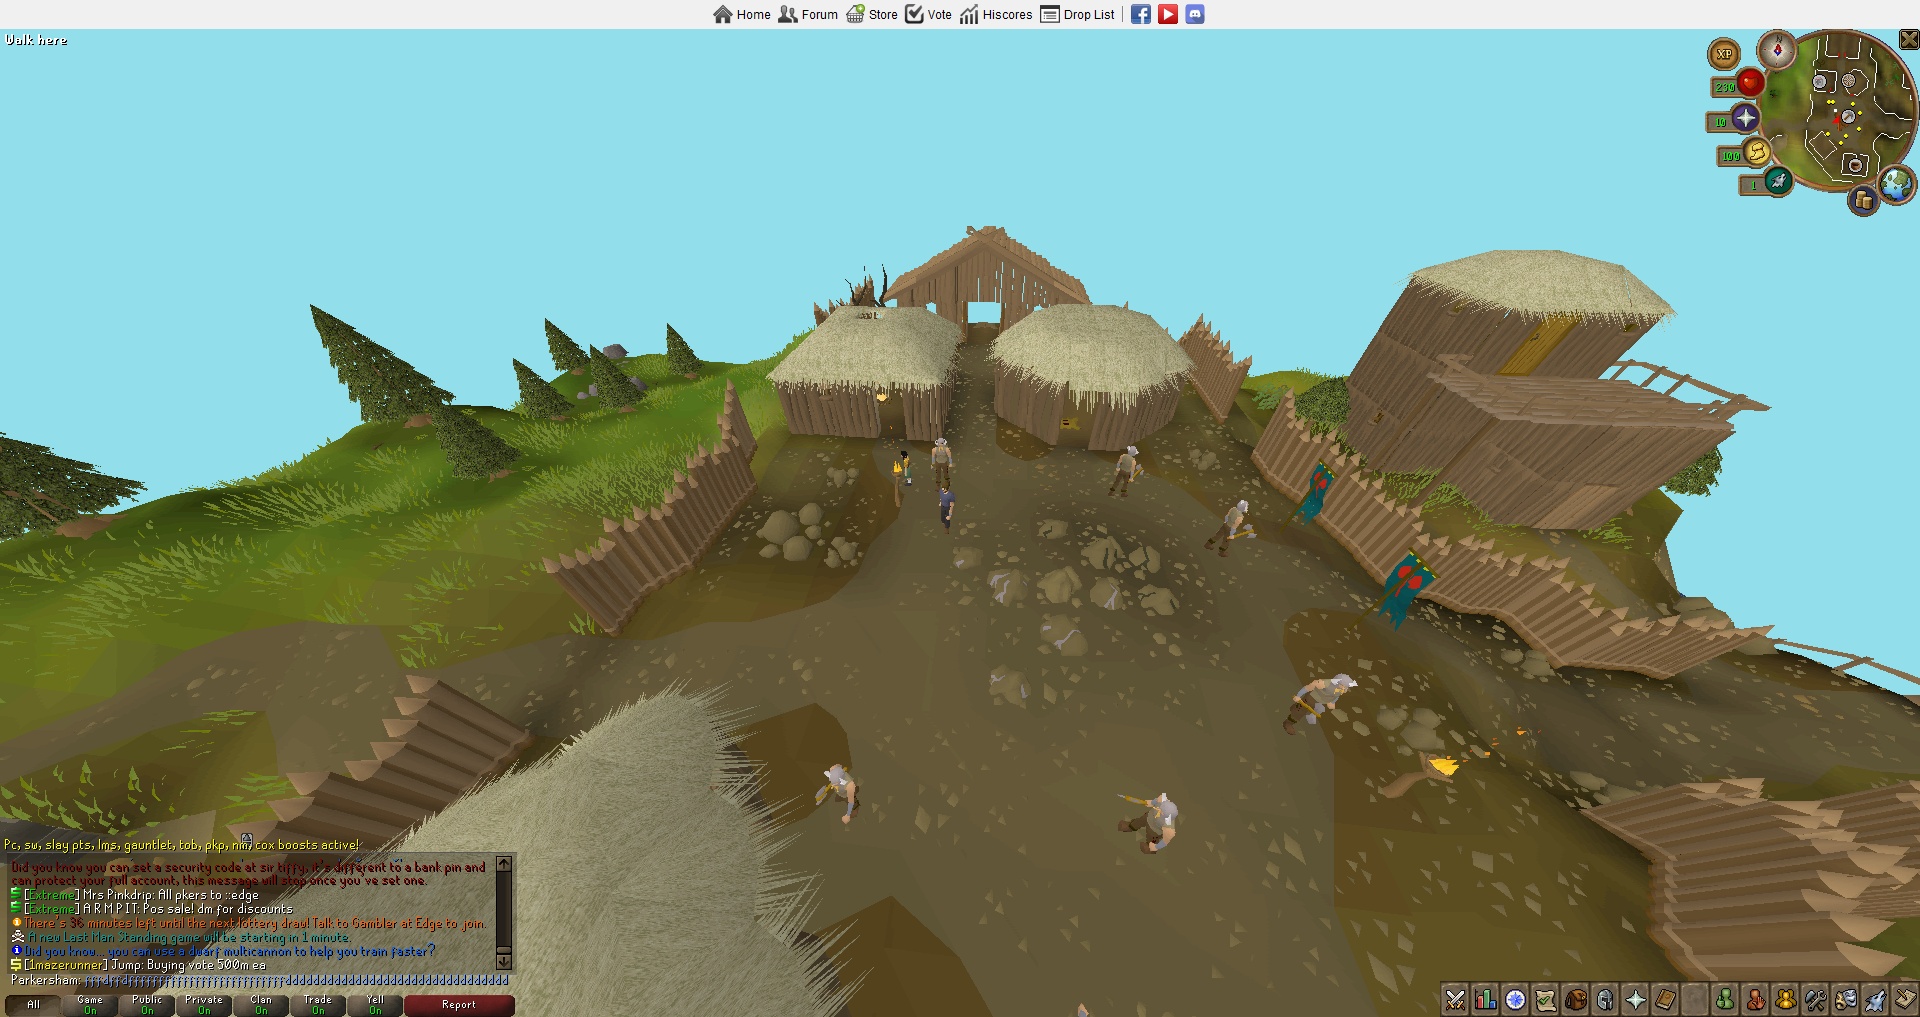 Home Forum Store Vote Hiscores Drop List
Walk here
XP
N
230
10
100
1
Pc, sw, slay pts, lms, gauntlet, tob, pkp, nm, cox boosts active!
Did you know you can set a security code at sir tiffy, it's different to a bank pin and
can protect your full account, this message will stop once you've set one.
[Extreme] Mrs Pinkdrip: All pkers to ::edge
[Extreme] A R M P I T: Pos sale! dm for discounts
There's 36 minutes left until the next lottery draw! Talk to Gambler at Edge to join.
A new Last Man Standing game will be starting in 1 minute.
Did you know... you can use a dwarf multicannon to help you train faster?
[1mazerunner] Jump: Buying vote 500m ea
Parkersham:
All Game Public Private Clan Trade Yell Report
On On On On On On